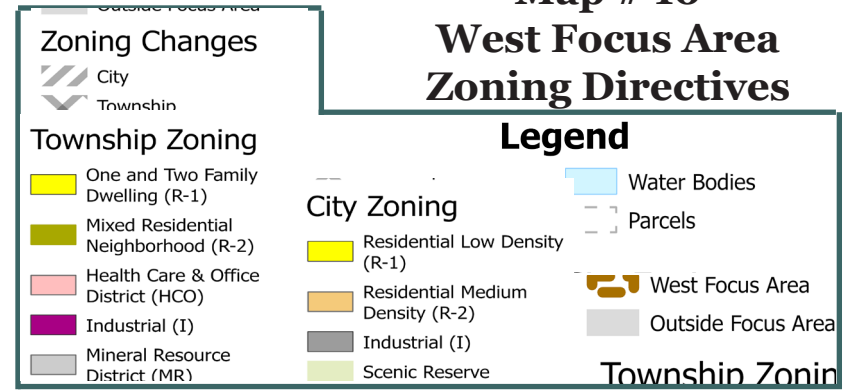 Outside Focus Area
Zoning Changes
City
Township
Map # 10
West Focus Area
Zoning Directives
Legend
Township Zoning
One and Two Family
Dwelling (R-1)
Mixed Residential
Neighborhood (R-2)
Health Care & Office
District (HCO)
Industrial (I)
Mineral Resource
District (MR)
City Zoning
Residential Low Density
(R-1)
Residential Medium
Density (R-2)
Industrial (I)
Scenic Reserve
Water Bodies
Parcels
West Focus Area
Outside Focus Area
Township Zonin